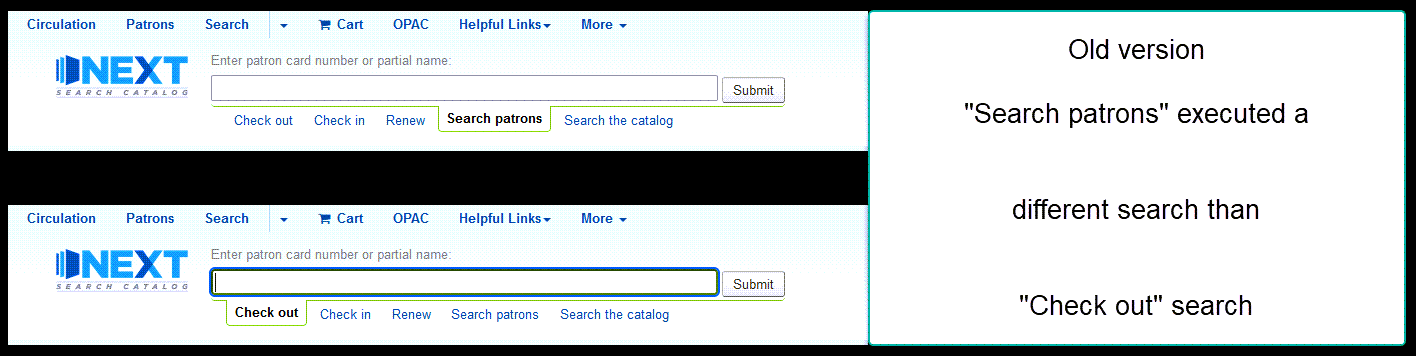 Circulation Patrons Search Cart OPAC Helpful Links More
NEXT
SEARCH CATALOG
Enter patron card number or partial name:
Submit
Check out Check in Renew Search patrons Search the catalog
Circulation Patrons Search Cart OPAC Helpful Links More
NEXT
SEARCH CATALOG
Enter patron card number or partial name:
Submit
Check out Check in Renew Search patrons Search the catalog
Old version
"Search patrons" executed a
different search than
"Check out" search